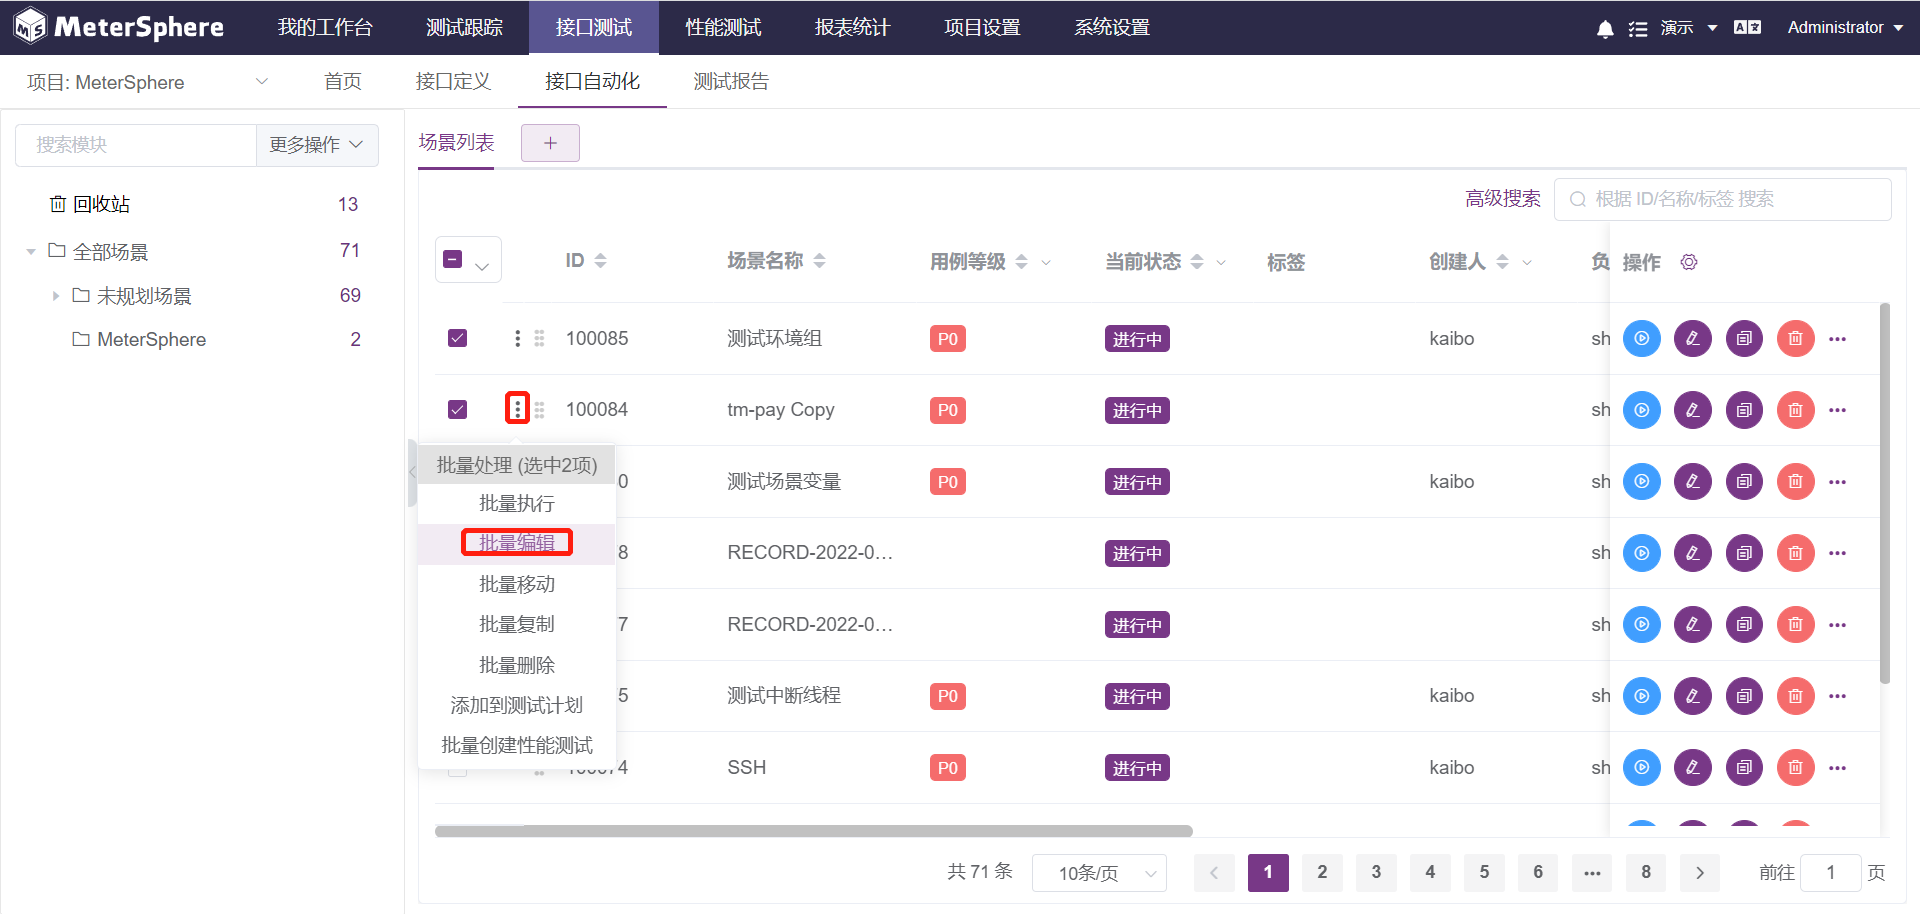 MeterSphere 我的工作台 测试跟踪 接口测试 性能测试 报表统计 项目设置 系统设置 演示 Administrator
项目: MeterSphere 首页 接口定义 接口自动化 测试报告
搜索模块 更多操作
回收站 13
全部场景 71
未规划场景 69
MeterSphere 2
场景列表 +
高级搜索 根据 ID/名称/标签 搜索
ID 场景名称 用例等级 当前状态 标签 创建人 负 操作
100085 测试环境组 P0 进行中 kaibo sh
100084 tm-pay Copy P0 进行中 sh
0 测试场景变量 P0 进行中 kaibo sh
8 RECORD-2022-0... 进行中 sh
7 RECORD-2022-0... 进行中 sh
5 测试中断线程 P0 进行中 kaibo sh
100074 SSH P0 进行中 kaibo sh
批量处理 (选中2项)
批量执行
批量编辑
批量移动
批量复制
批量删除
添加到测试计划
批量创建性能测试
共 71 条 10条/页 1 2 3 4 5 6 ... 8 前往 1 页